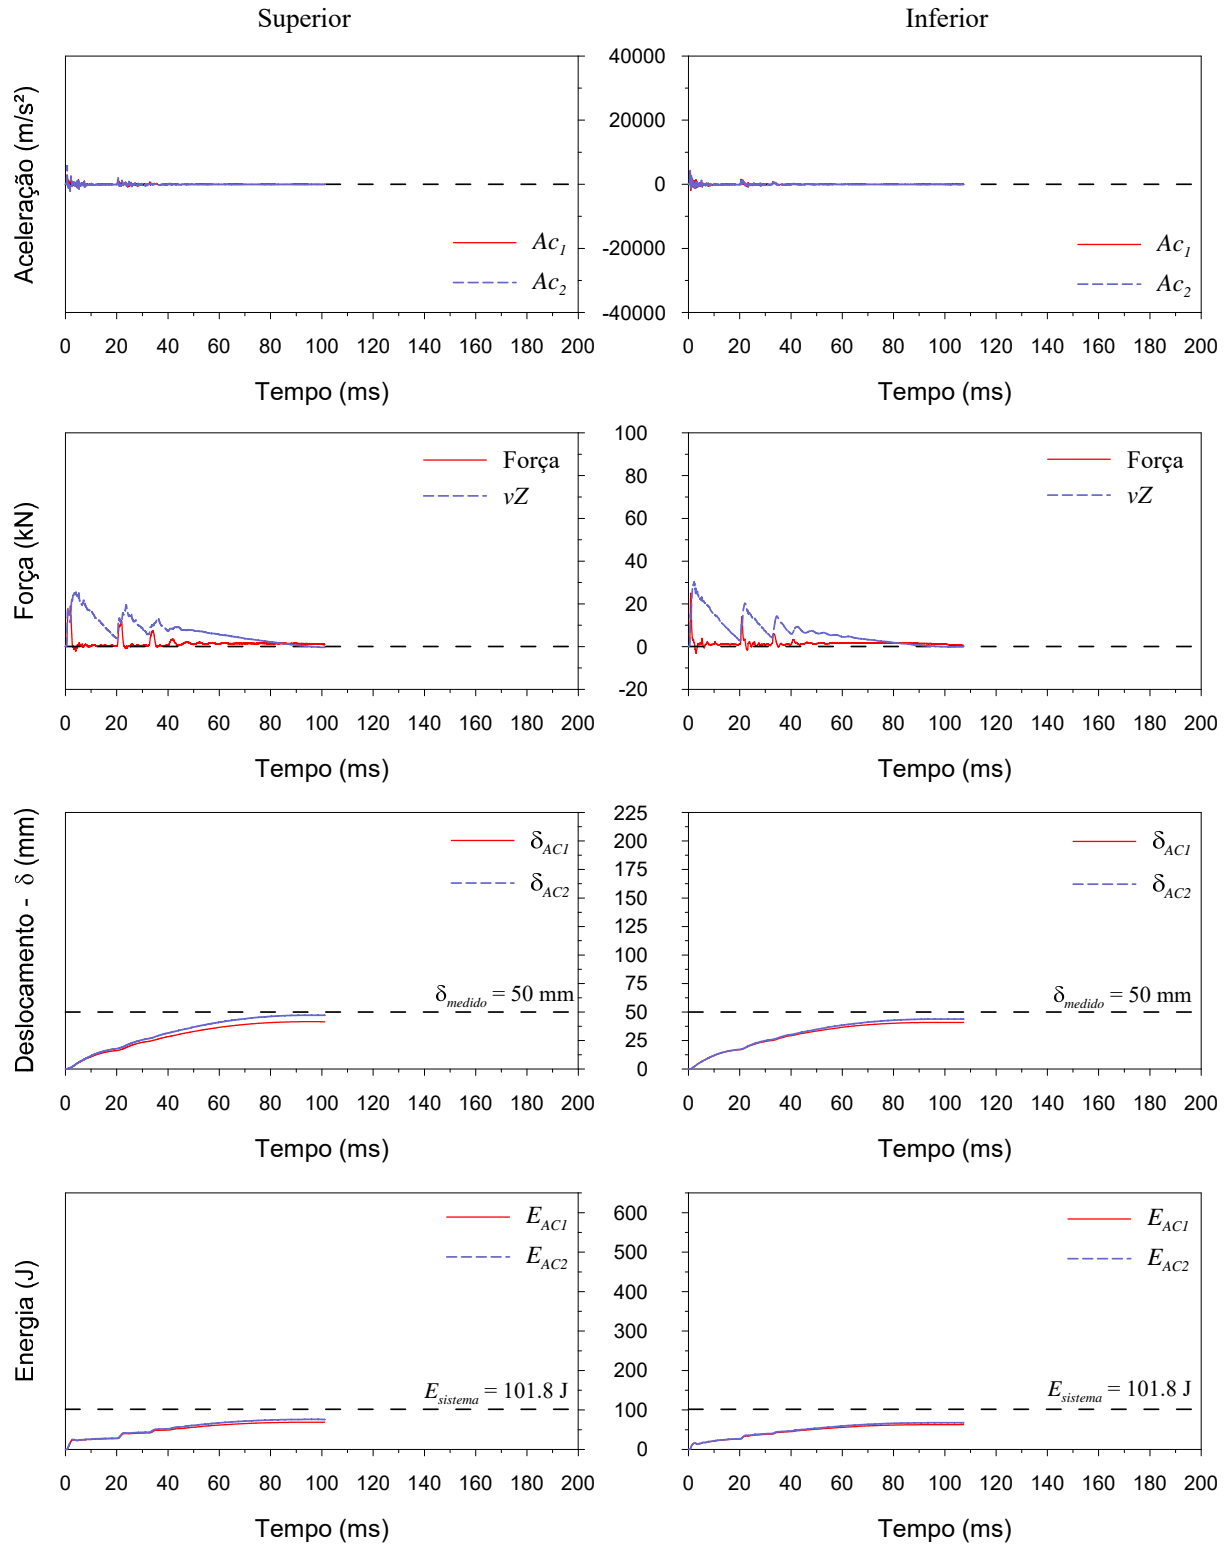 Superior Inferior
Aceleração (m/s²)
40000
20000
0
-20000
-40000
Ac1
Ac2
Ac1
Ac2
0 20 40 60 80 100 120 140 160 180 200
0 20 40 60 80 100 120 140 160 180 200
Tempo (ms) Tempo (ms)
Força (kN)
100
80
60
40
20
0
-20
Força
vZ
Força
vZ
0 20 40 60 80 100 120 140 160 180 200
0 20 40 60 80 100 120 140 160 180 200
Tempo (ms) Tempo (ms)
Deslocamento - δ (mm)
225
200
175
150
125
100
75
50
25
0
δAC1
δAC2
δmedido = 50 mm
δAC1
δAC2
δmedido = 50 mm
0 20 40 60 80 100 120 140 160 180 200
0 20 40 60 80 100 120 140 160 180 200
Tempo (ms) Tempo (ms)
Energia (J)
600
500
400
300
200
100
0
EAC1
EAC2
Esistema = 101.8 J
EAC1
EAC2
Esistema = 101.8 J
0 20 40 60 80 100 120 140 160 180 200
0 20 40 60 80 100 120 140 160 180 200
Tempo (ms) Tempo (ms)